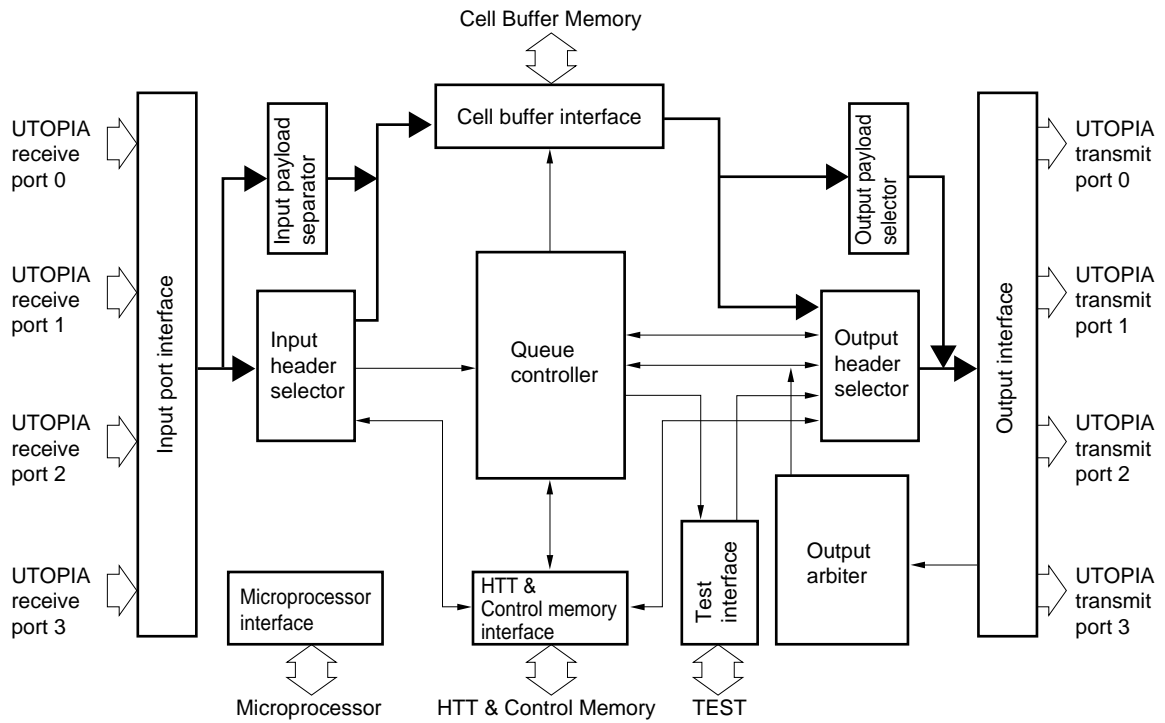 Cell Buffer Memory
Cell buffer interface
UTOPIA
receive
port 0
UTOPIA
receive
port 1
UTOPIA
receive
port 2
UTOPIA
receive
port 3
Input port interface
Input payload
separator
Input
header
selector
Queue
controller
Output payload
selector
Output
header
selector
Output interface
UTOPIA
transmit
port 0
UTOPIA
transmit
port 1
UTOPIA
transmit
port 2
UTOPIA
transmit
port 3
Microprocessor
interface
HTT &
Control memory
interface
Test
interface
Output
arbiter
Microprocessor
HTT & Control Memory
TEST